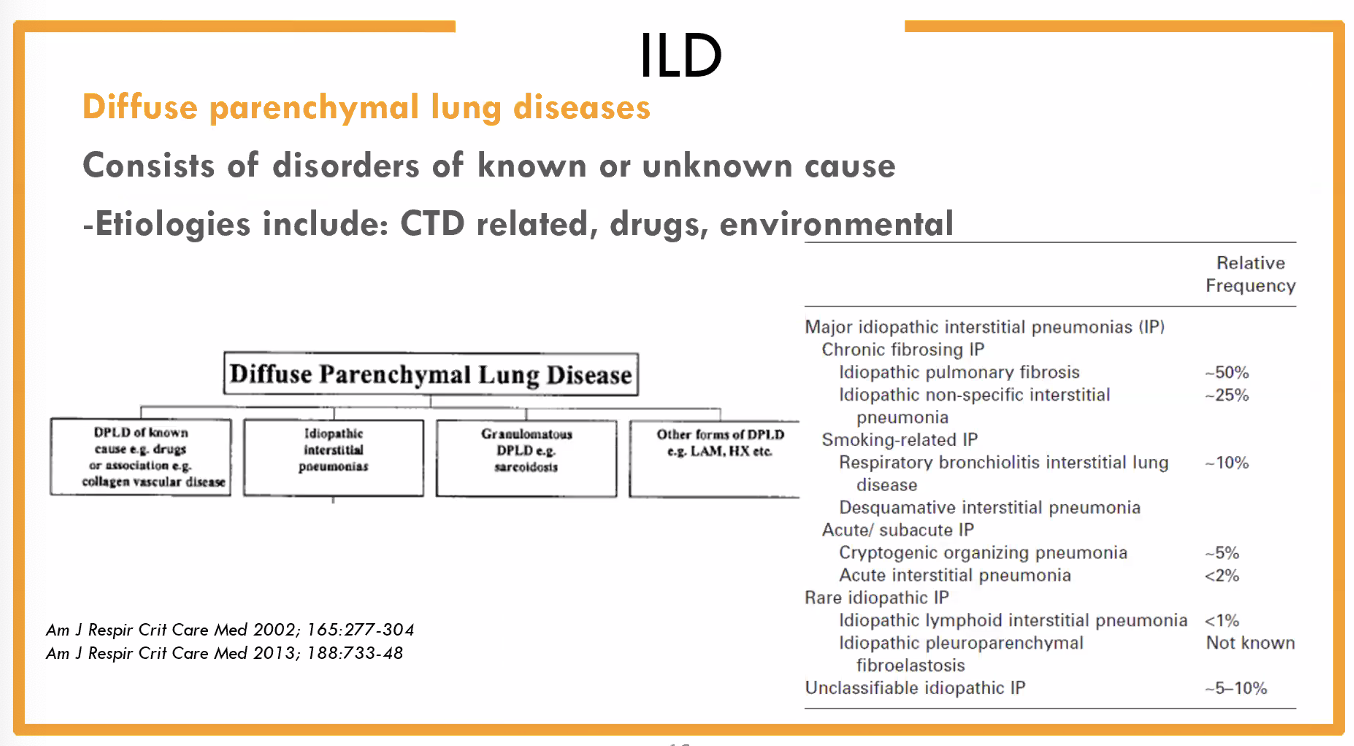 ILD
Diffuse parenchymal lung diseases
Consists of disorders of known or unknown cause
-Etiologies include: CTD related, drugs, environmental
Diffuse Parenchymal Lung Disease
DPLD of known
cause e.g. drugs
or association e.g.
collagen vascular disease
Idiopathic
interstitial
pneumonias
Granulomatous
DPLD e.g.
sarcoidosis
Other forms of DPLD
e.g. LAM, HX etc.
Relative
Frequency
Major idiopathic interstitial pneumonias (IP)
Chronic fibrosing IP
Idiopathic pulmonary fibrosis ~50%
Idiopathic non-specific interstitial ~25%
pneumonia
Smoking-related IP
Respiratory bronchiolitis interstitial lung ~10%
disease
Desquamative interstitial pneumonia
Acute/ subacute IP
Cryptogenic organizing pneumonia ~5%
Acute interstitial pneumonia <2%
Rare idiopathic IP
Idiopathic lymphoid interstitial pneumonia <1%
Idiopathic pleuroparenchymal Not known
fibroelastosis
Unclassifiable idiopathic IP ~5–10%
Am J Respir Crit Care Med 2002; 165:277-304
Am J Respir Crit Care Med 2013; 188:733-48